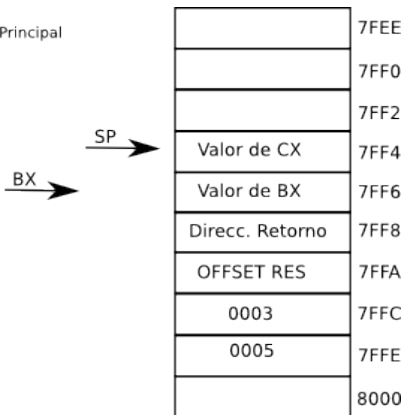 7FEE
Principal
7FF0
7FF2
SP
Valor de CX 7FF4
BX
Valor de BX 7FF6
Direcc. Retorno 7FF8
OFFSET RES 7FFA
0003 7FFC
0005 7FFE
8000